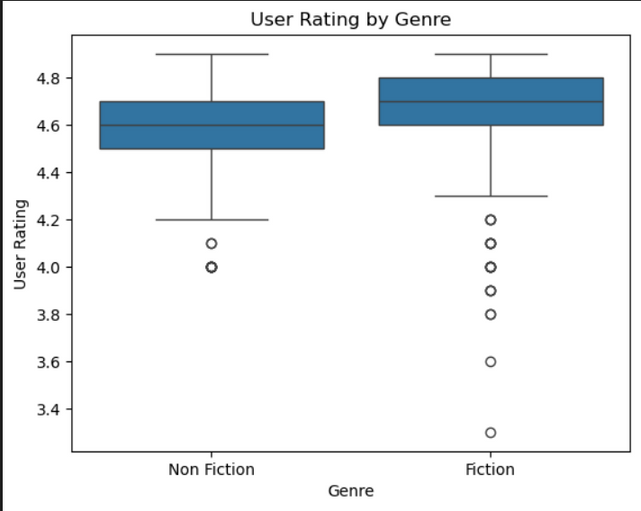 User Rating by Genre
User Rating
4.8
4.6
4.4
4.2
4.0
3.8
3.6
3.4
Non Fiction
Fiction
Genre